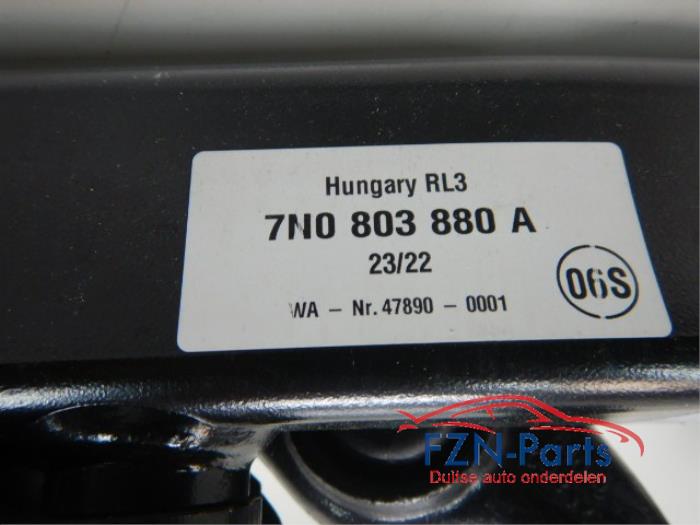 Hungary RL3
7N0 803 880 A
23/22
WA - Nr. 47890 - 0001
06S
FZN-Parts
Duitse auto onderdelen